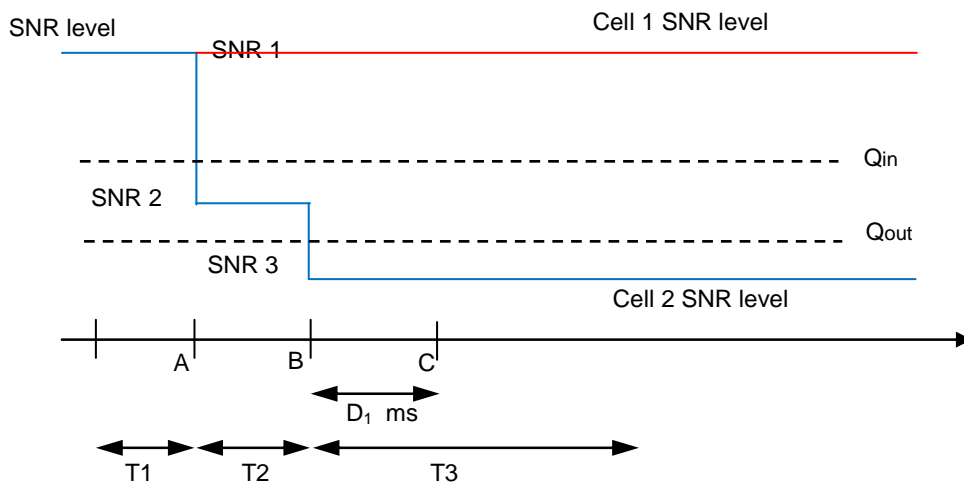 Cell 1 SNR level
SNR level
SNR 1
Qin
SNR 2
Qout
SNR 3
Cell 2 SNR level
A
B
C
D1 ms
T1
T2
T3